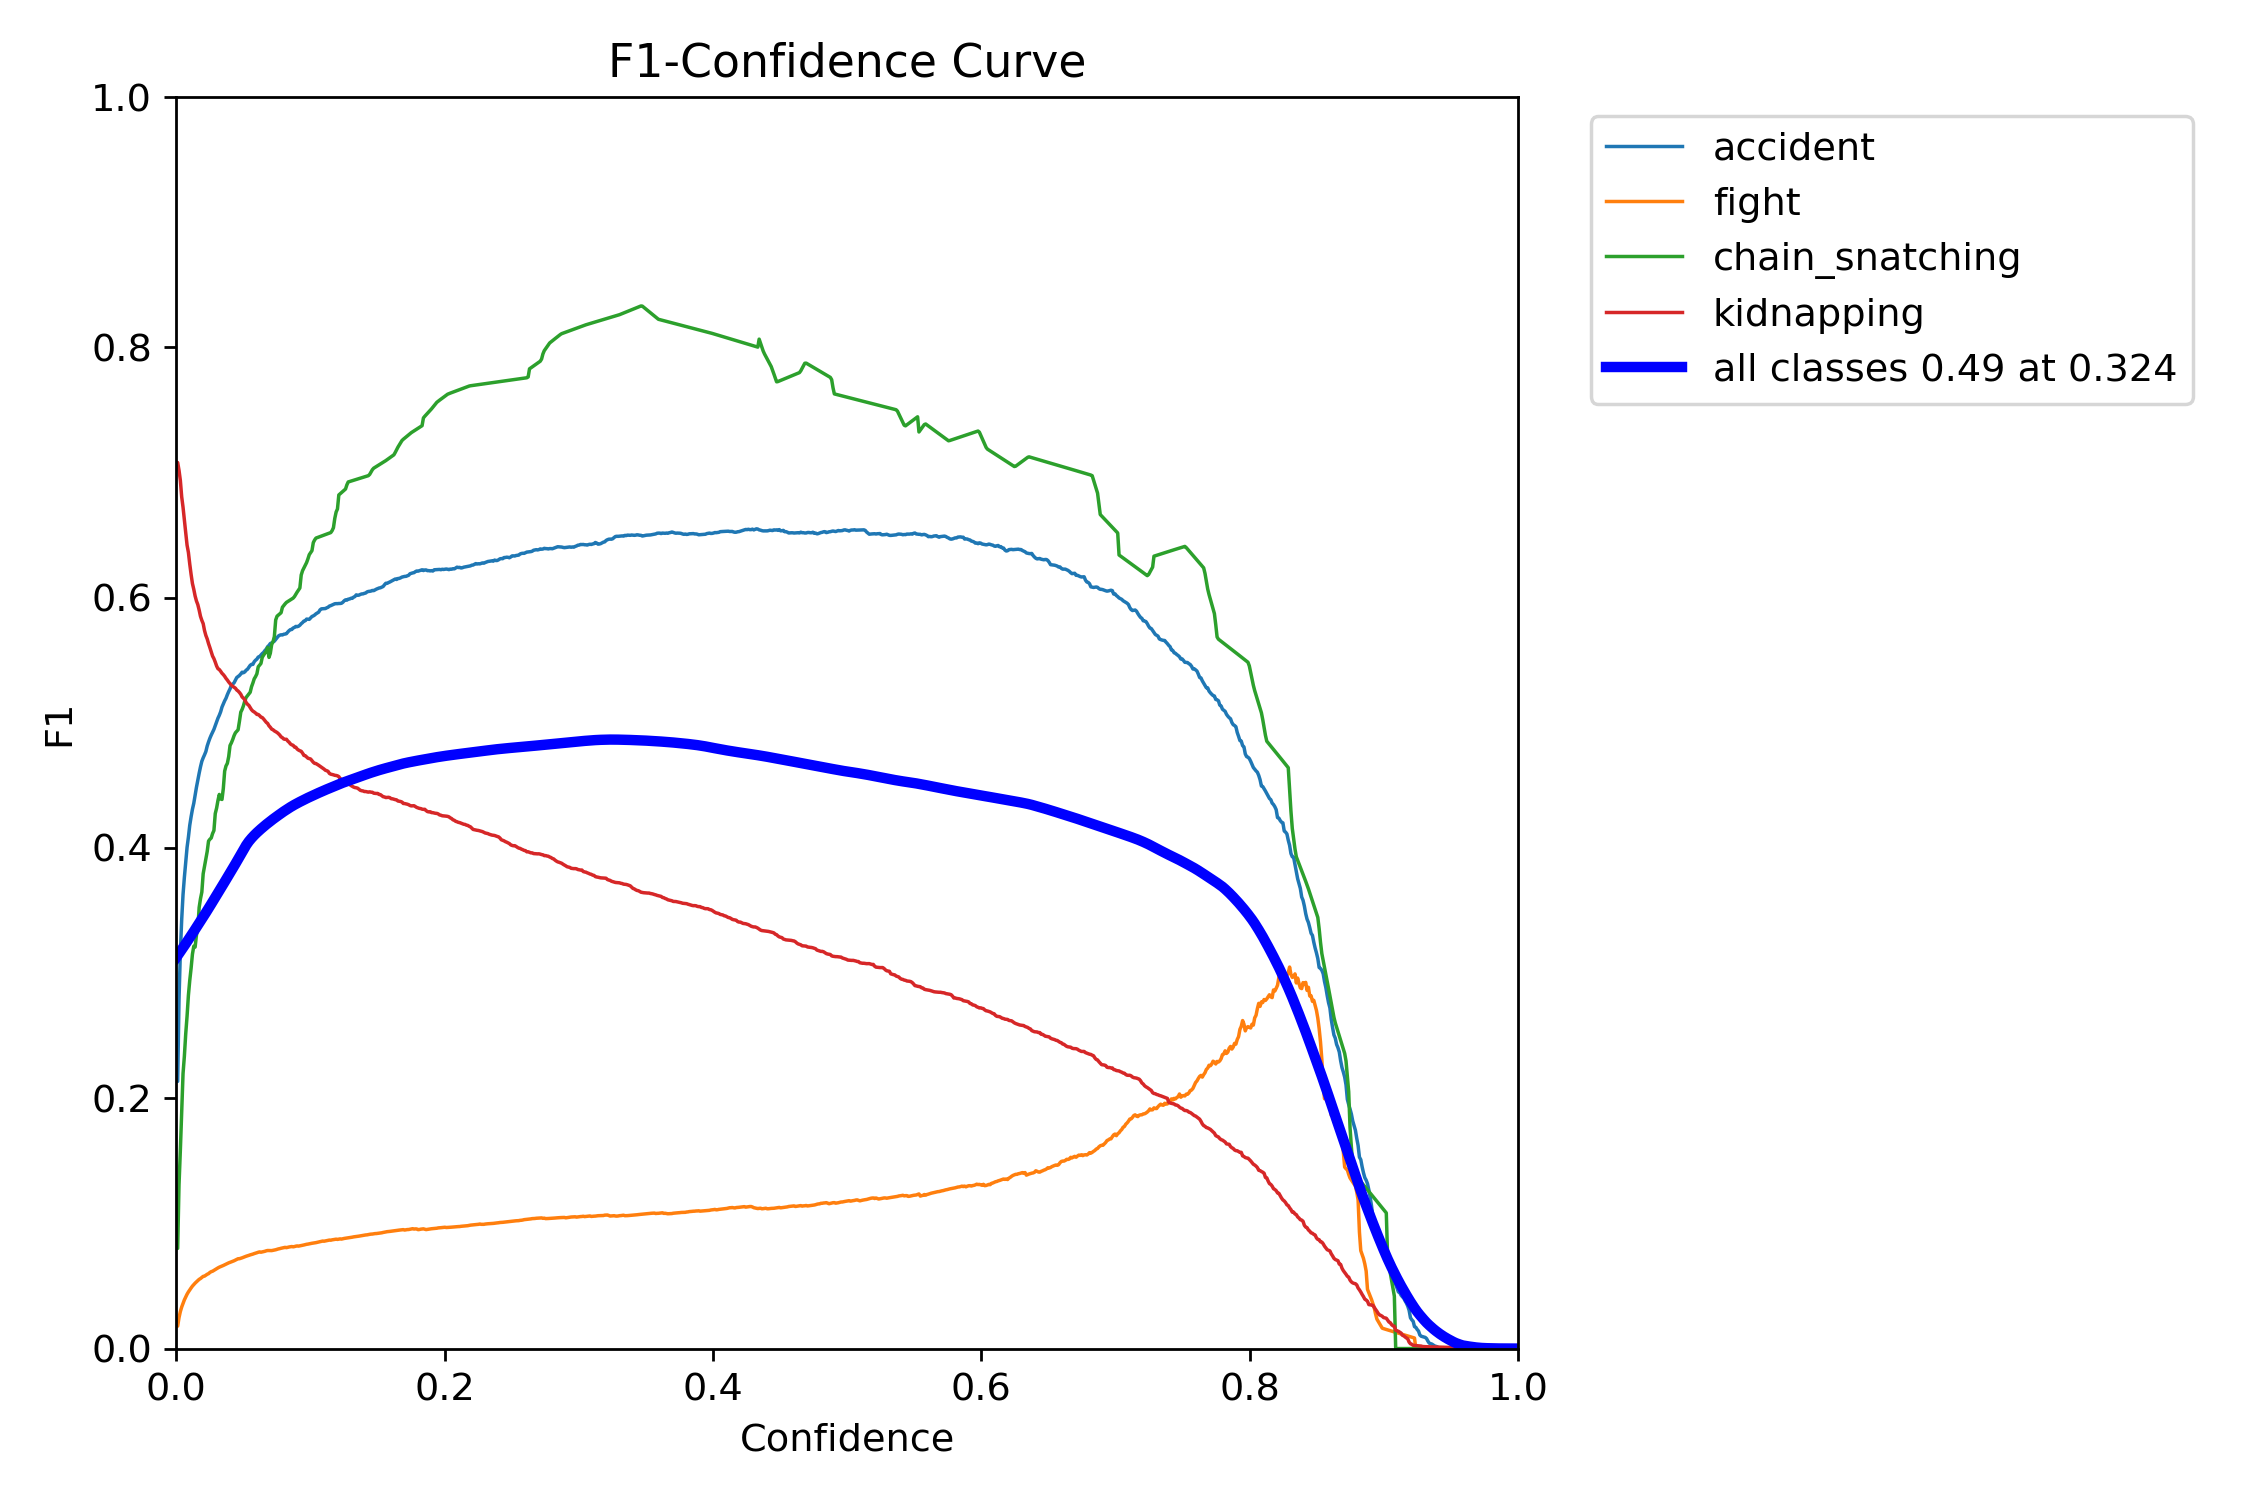 F1-Confidence Curve
1.0
0.8
0.6
0.4
0.2
0.0
F1
0.0 0.2 0.4 0.6 0.8 1.0
Confidence
accident
fight
chain_snatching
kidnapping
all classes 0.49 at 0.324